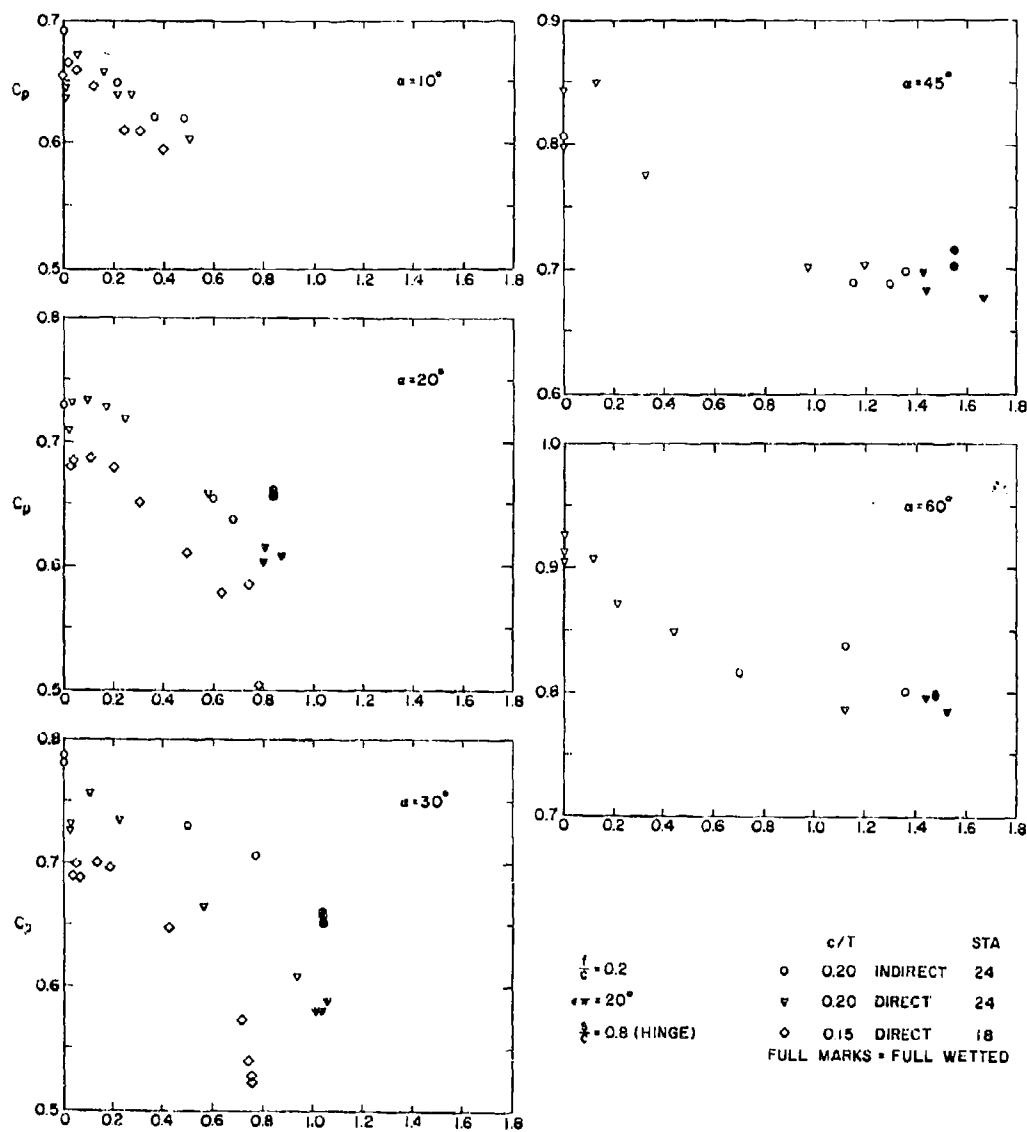 0.7
0.6
0.5
Cp
α = 10°
0.8
0.7
0.6
0.5
0 0.2 0.4 0.6 0.8 1.0 1.2 1.4 1.6 1.8
Cp
α = 20°
0 0.2 0.4 0.6 0.8 1.0 1.2 1.4 1.6 1.8
0.8
0.7
0.6
0.5
Cp
α = 30°
0 0.2 0.4 0.6 0.8 1.0 1.2 1.4 1.6 1.8
0.9
0.8
0.7
0.6
α = 45°
0 0.2 0.4 0.6 0.8 1.0 1.2 1.4 1.6 1.8
1.0
0.9
0.8
0.7
α = 60°
0 0.2 0.4 0.6 0.8 1.0 1.2 1.4 1.6 1.8
f/c = 0.2
s/c = 0.8 (HINGE)
c/T STA
0.20 INDIRECT 24
0.20 DIRECT 24
0.15 DIRECT 18
FULL MARKS = FULL WETTED